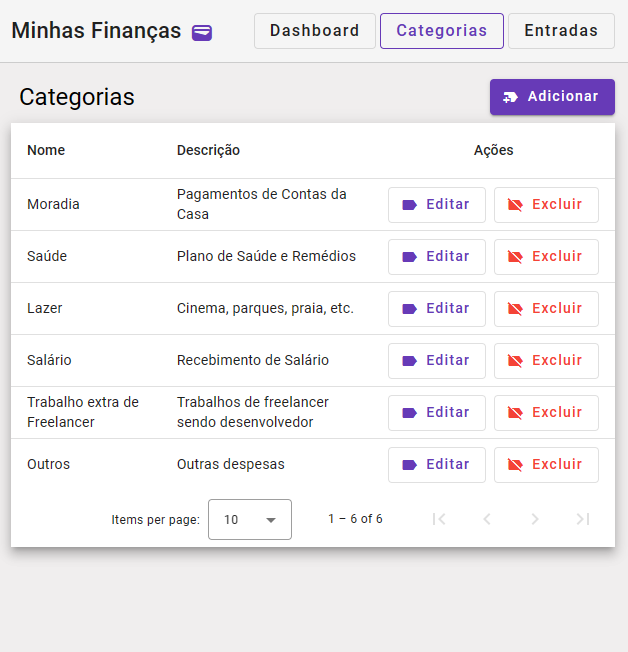 Minhas Finanças
Dashboard
Categorias
Entradas
Categorias
Adicionar
Nome
Descrição
Ações
Moradia
Pagamentos de Contas da
Casa
Editar
Excluir
Saúde
Plano de Saúde e Remédios
Editar
Excluir
Lazer
Cinema, parques, praia, etc.
Editar
Excluir
Salário
Recebimento de Salário
Editar
Excluir
Trabalho extra de
Freelancer
Trabalhos de freelancer
sendo desenvolvedor
Editar
Excluir
Outros
Outras despesas
Editar
Excluir
Items per page:
10
1 – 6 of 6